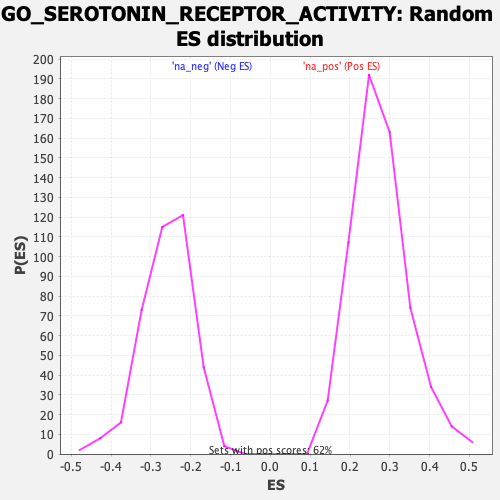 GO_SEROTONIN_RECEPTOR_ACTIVITY: Random
ES distribution
'na_neg' (Neg ES)
'na_pos' (Pos ES)
200
190
180
170
160
150
140
130
120
110
100
90
80
70
60
50
40
30
20
10
0
P(ES)
Sets with pos scores: 62%
-0.5 -0.4 -0.3 -0.2 -0.1 0.0 0.1 0.2 0.3 0.4 0.5
ES